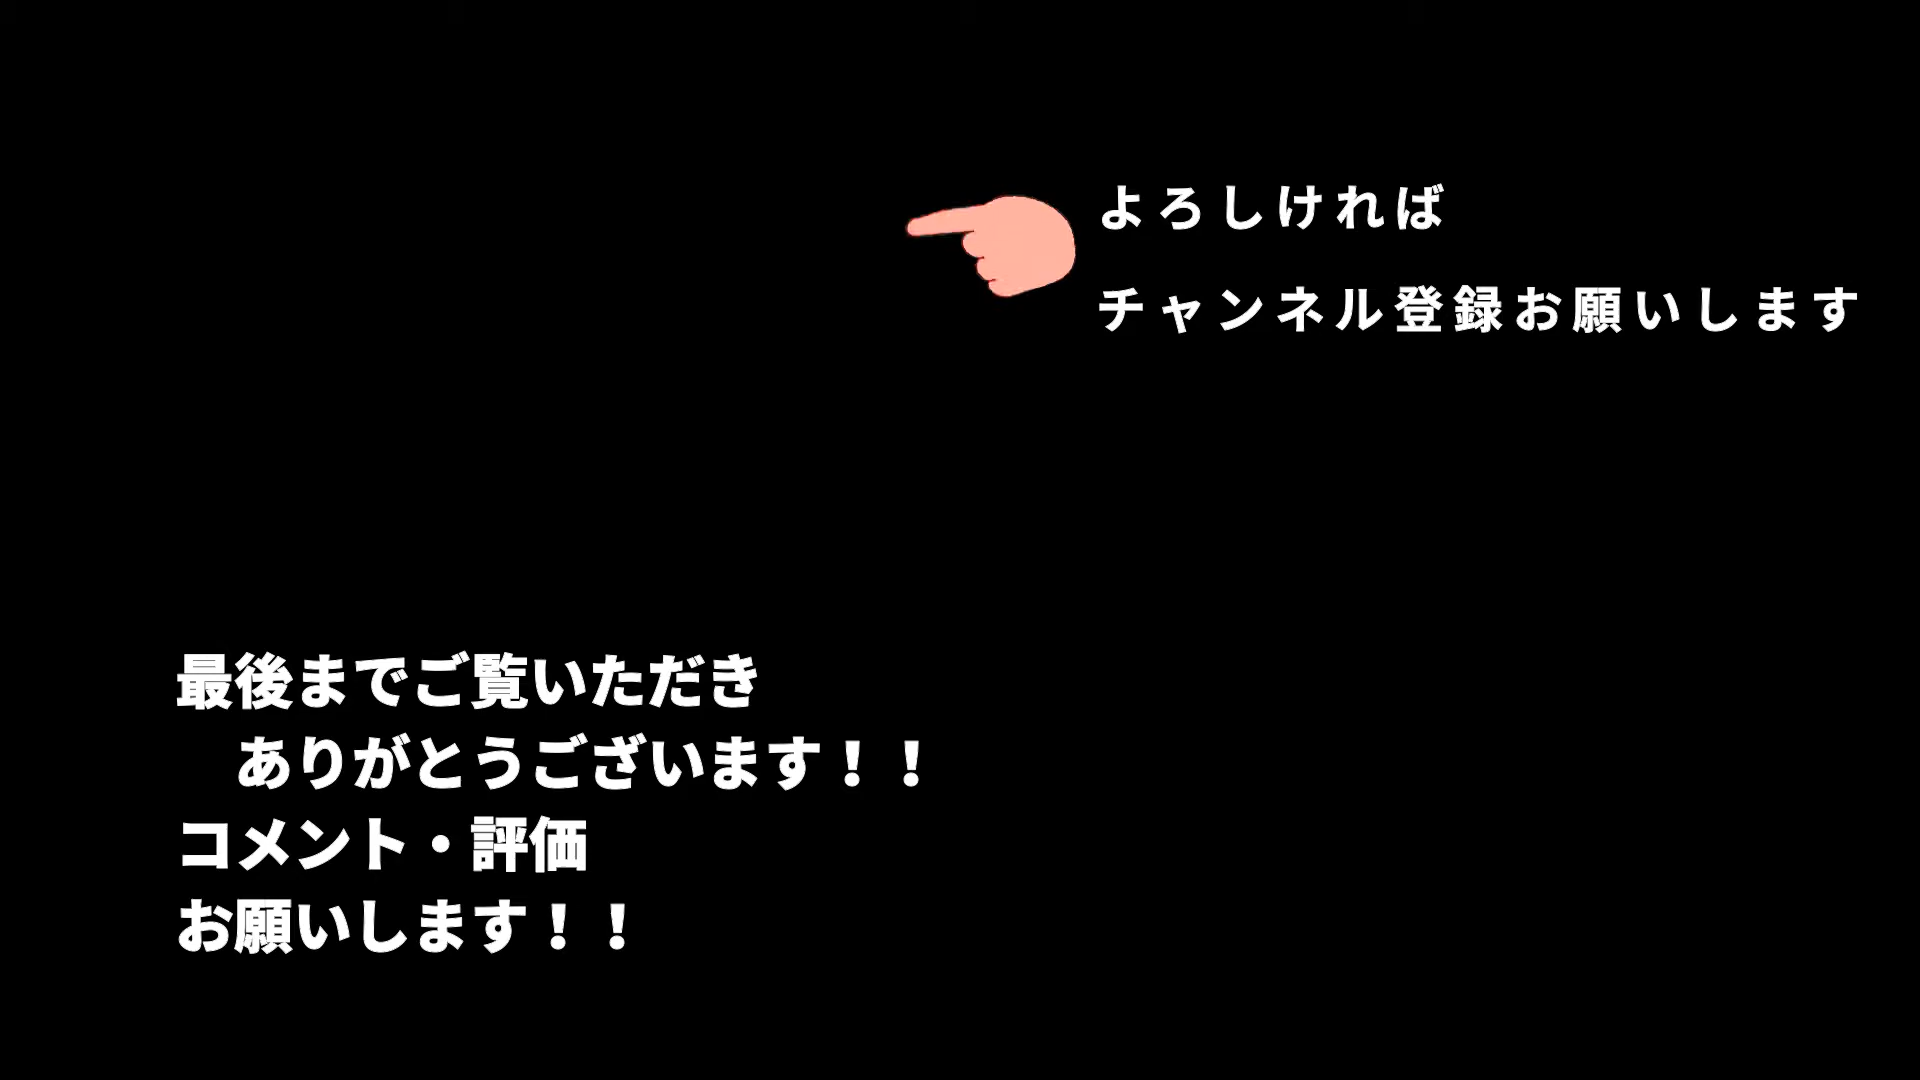 よろしければ
チャンネル登録お願いします
最後までご覧いただき
ありがとうございます！！
コメント・評価
お願いします！！